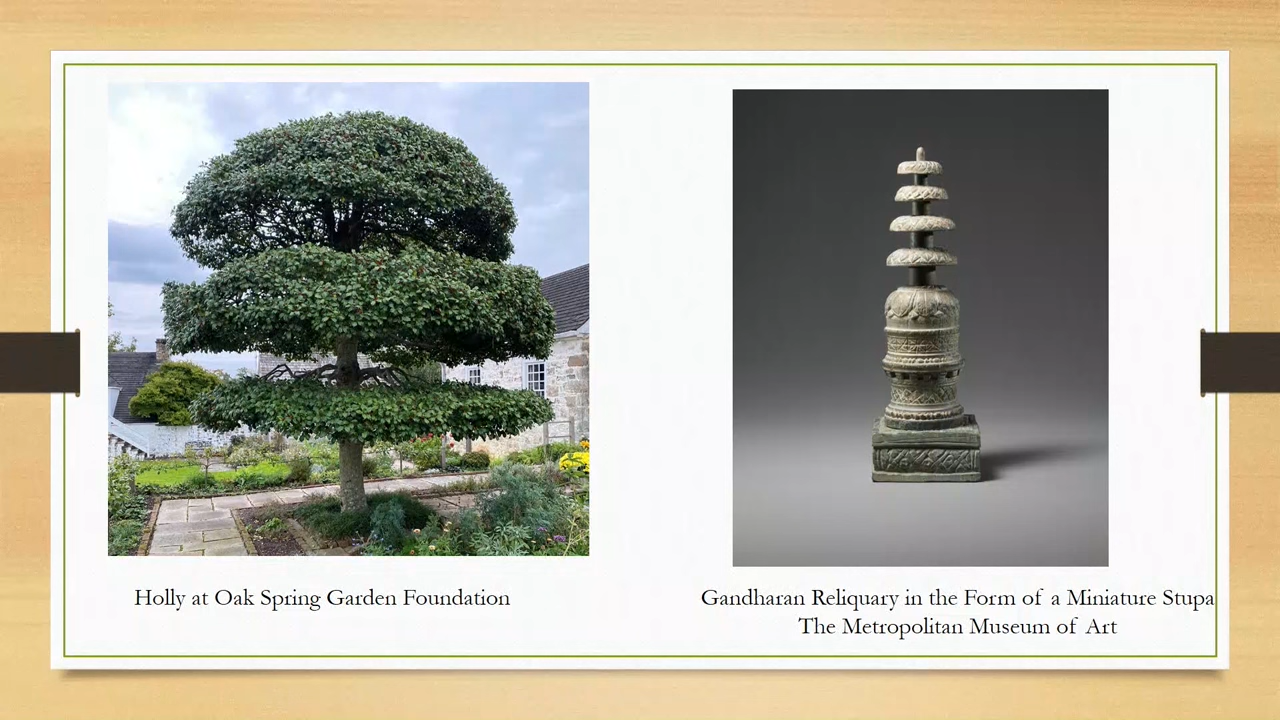 Holly at Oak Spring Garden Foundation
Gandharan Reliquary in the Form of a Miniature Stupa
The Metropolitan Museum of Art